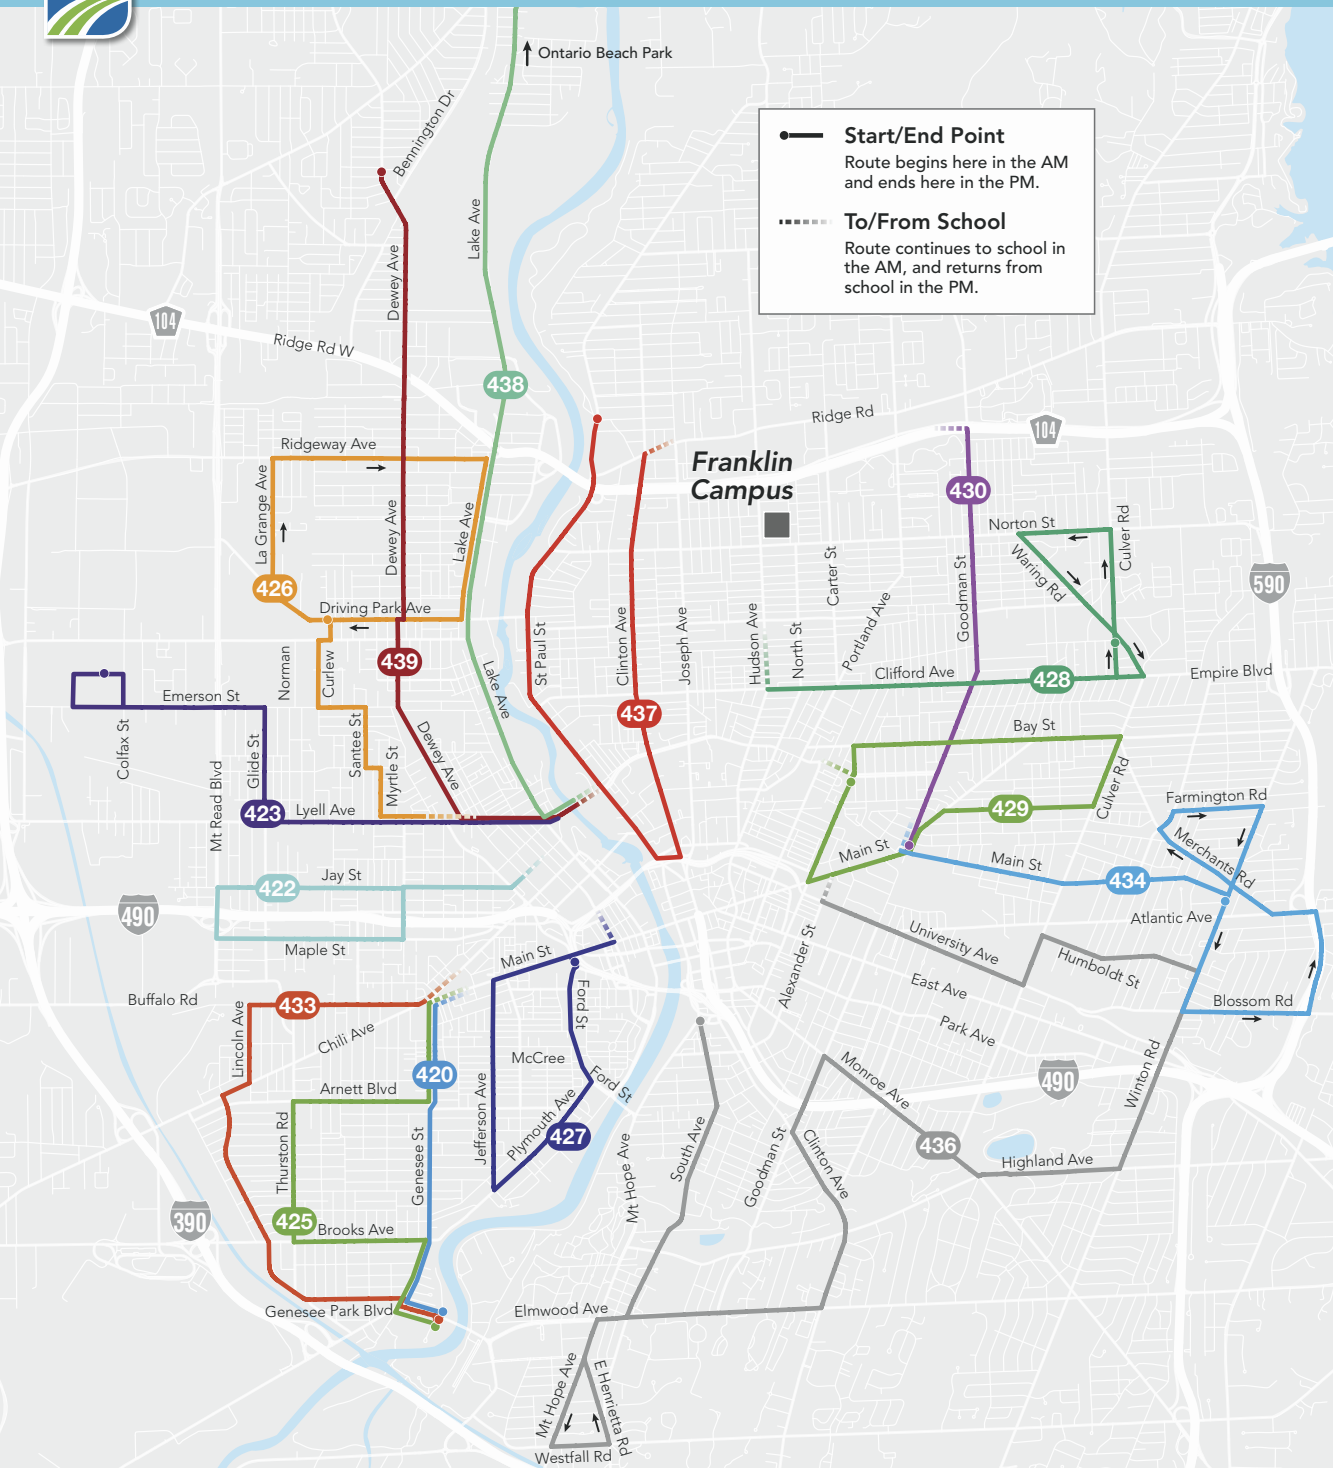 Ontario Beach Park
Bennington Dr
Start/End Point
Route begins here in the AM
and ends here in the PM.
To/From School
Route continues to school in
the AM, and returns from
school in the PM.
Lake Ave
Dewey Ave
104
Ridge Rd W
438
Ridge Rd
104
Ridgeway Ave
Franklin
Campus
430
La Grange Ave
Dewey Ave
Lake Ave
Norton St
Culver Rd
Waring Rd
590
426
Driving Park Ave
Carter St
Goodman St
Portland Ave
Hudson Ave
North St
Clinton Ave
Joseph Ave
St Paul St
439
Norman
Curlew
Lake Ave
Clifford Ave
428
Empire Blvd
Emerson St
437
Colfax St
Glide St
Santee St
Myrtle St
Dewey Ave
Bay St
Mt Read Blvd
Culver Rd
423
Lyell Ave
429
Farmington Rd
Merchants Rd
Main St
Main St
434
422
Jay St
490
Maple St
Atlantic Ave
University Ave
Alexander St
Humboldt St
Main St
East Ave
Buffalo Rd
433
Ford St
Blossom Rd
Lincoln Ave
Chili Ave
Park Ave
McCree
420
Monroe Ave
490
Winton Rd
Arnett Blvd
Ford St
Jefferson Ave
Plymouth Ave
427
Thurston Rd
Genesee St
South Ave
Mt Hope Ave
Goodman St
Clinton Ave
436
Highland Ave
390
425
Brooks Ave
Genesee Park Blvd
Elmwood Ave
Mt Hope Ave
E Henrietta Rd
Westfall Rd